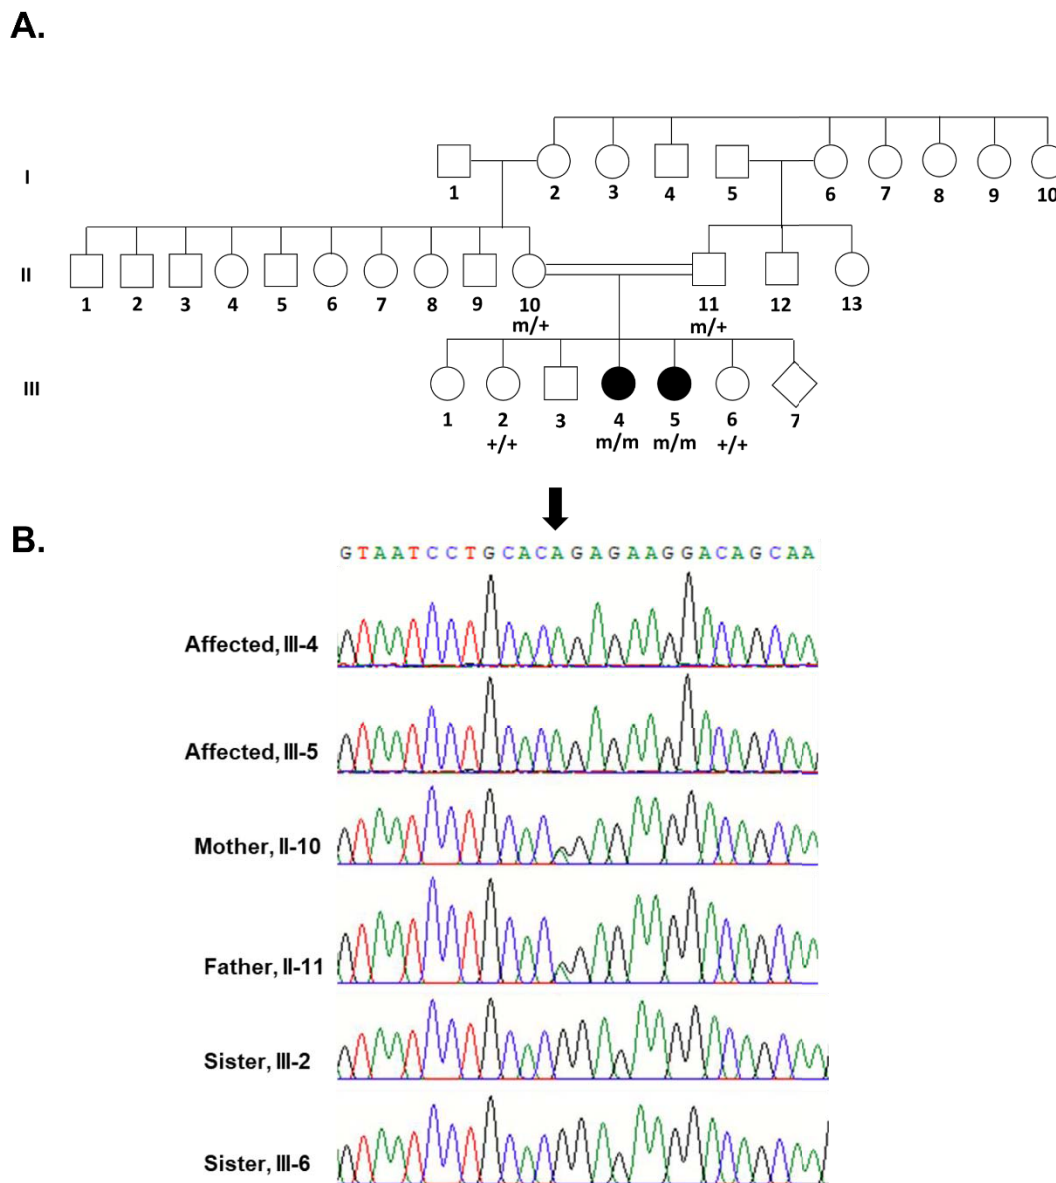 A.
I
1 2 3 4 5 6 7 8 9 10
II
1 2 3 4 5 6 7 8 9 10 11 12 13
m/+ m/+
III
1 2 3 4 5 6 7
+/+ m/m m/m +/+
B.
G T A A T C C T G C A C A G A G A A G G A C A G C A A
Affected, III-4
Affected, III-5
Mother, II-10
Father, II-11
Sister, III-2
Sister, III-6